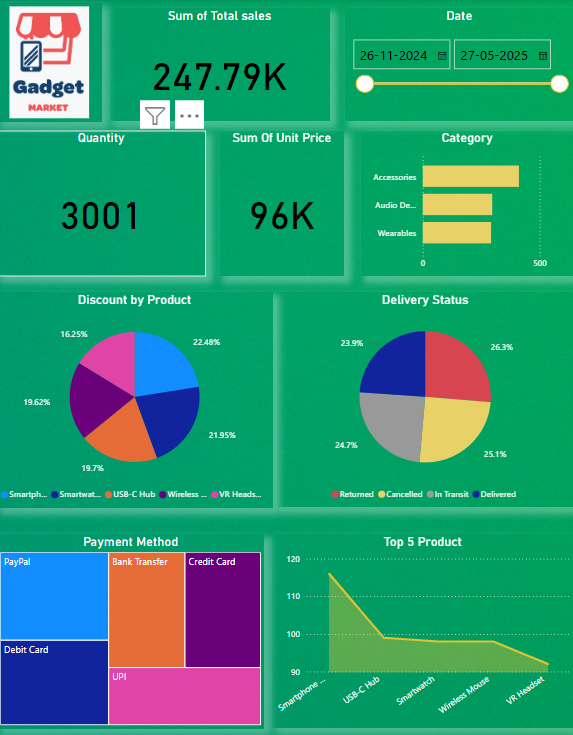 Gadget
MARKET
Sum of Total sales
247.79K
Date
26-11-2024
27-05-2025
Quantity
3001
Sum Of Unit Price
96K
Category
Accessories
Audio De...
Wearables
0
500
Discount by Product
22.48%
21.95%
19.7%
19.62%
16.25%
Smartph...
Smartwat...
USB-C Hub
Wireless ...
VR Heads...
Delivery Status
26.3%
25.1%
24.7%
23.9%
Returned
Cancelled
In Transit
Delivered
Payment Method
PayPal
Bank Transfer
Credit Card
Debit Card
UPI
Top 5 Product
120
110
100
90
Smartphone ...
USB-C Hub
Smartwatch
Wireless Mouse
VR Headset